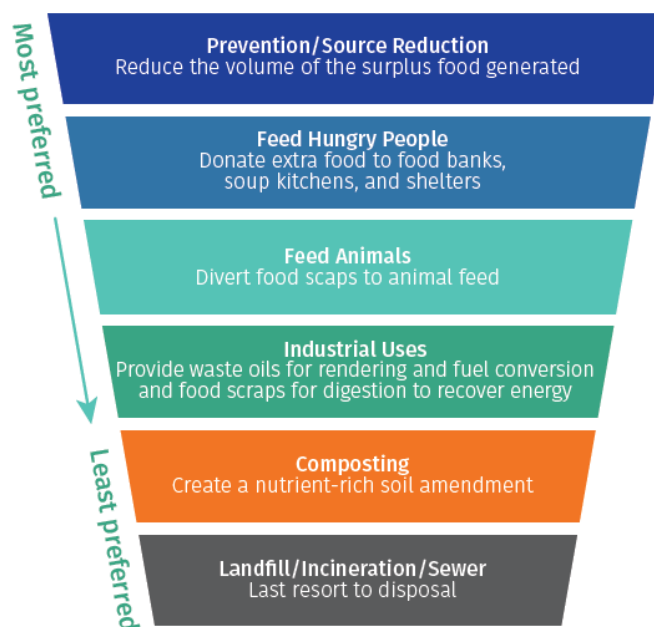 Most preferred
Prevention/Source Reduction
Reduce the volume of the surplus food generated
Feed Hungry People
Donate extra food to food banks,
soup kitchens, and shelters
Feed Animals
Divert food scaps to animal feed
Industrial Uses
Provide waste oils for rendering and fuel conversion
and food scraps for digestion to recover energy
Composting
Create a nutrient-rich soil amendment
Least preferred
Landfill/Incineration/Sewer
Last resort to disposal